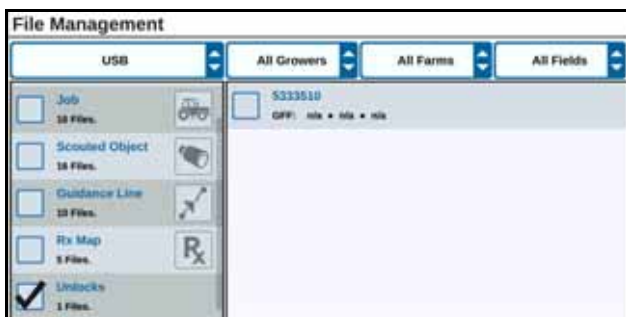 File Management
USB
All Growers
All Farms
All Fields
Job
10 Files.
Scouted Object
16 Files.
Guidance Line
10 Files.
Rx Map
5 Files.
Rx
Unlocks
1 Files.
5333510
GFF: n/a • n/a • n/a